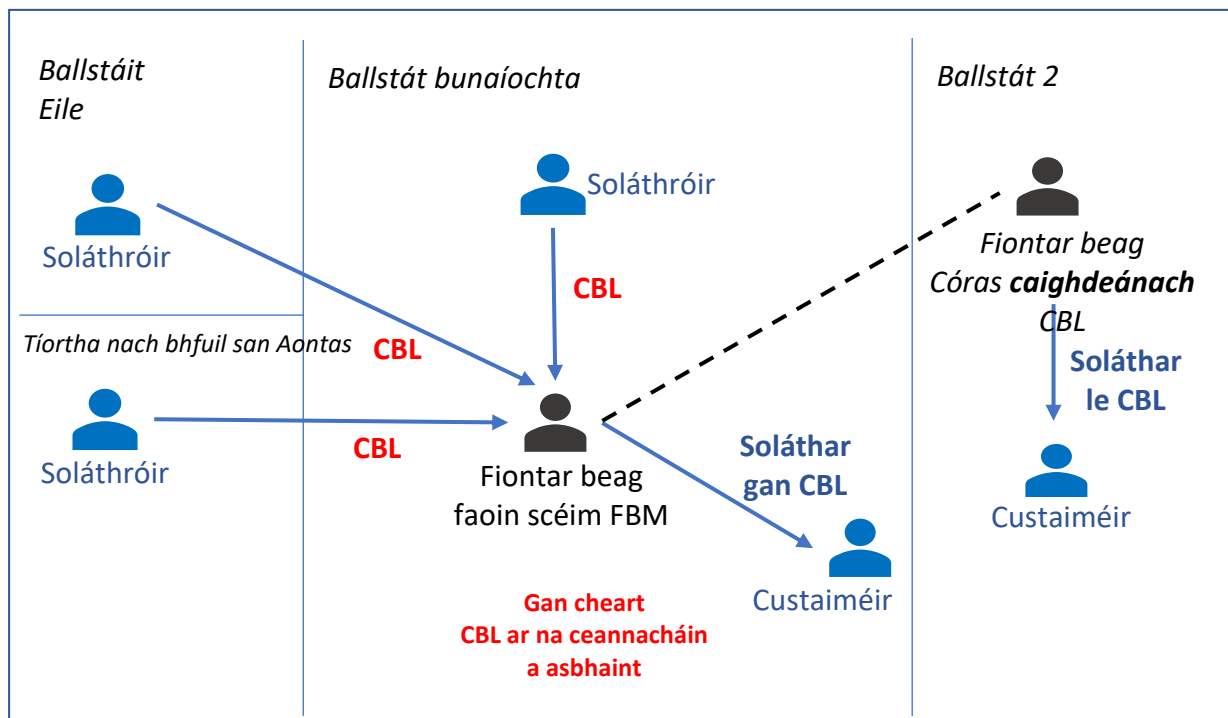 Ballstáit
Eile
Soláthróir
Tíortha nach bhfuil san Aontas
Soláthróir
CBL
CBL
Ballstát bunaíochta
Soláthróir
CBL
Fiontar beag
faoin scéim FBM
Soláthar
gan CBL
Custaiméir
Gan cheart
CBL ar na ceannacháin
a asbhaint
Ballstát 2
Fiontar beag
Córas caighdeánach
CBL
Soláthar
le CBL
Custaiméir